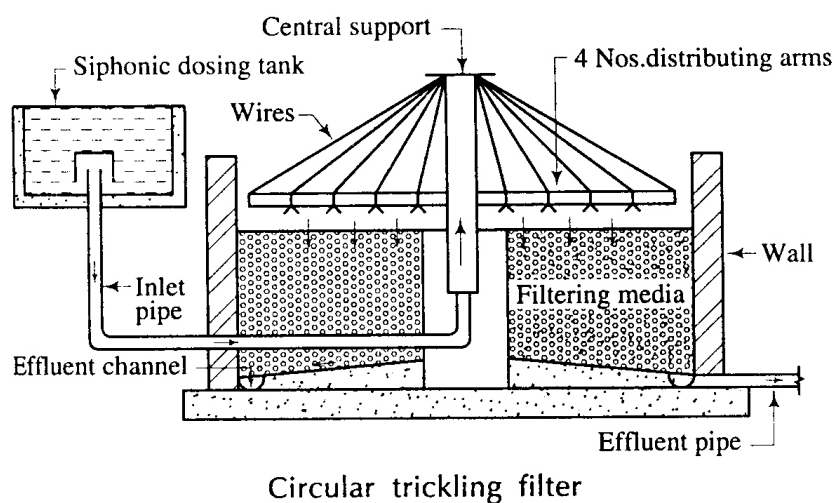 Central support
Siphonic dosing tank
4 Nos.distributing arms
Wires
Wall
Inlet
pipe
Filtering media
Effluent channel
Effluent pipe
Circular trickling filter